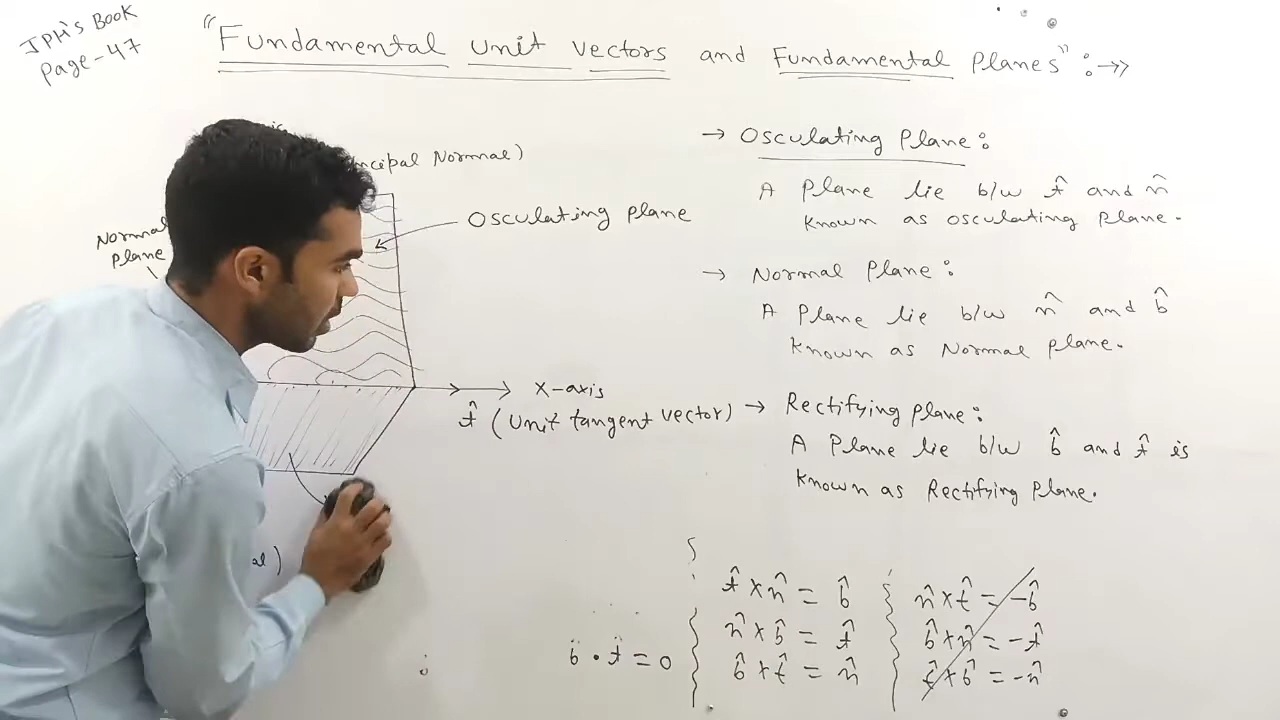 JPH's Book
Page-47
"Fundamental Unit Vectors and Fundamental Planes" :→»
Normal)
Osculating plane
Normal
plane
X-axis
t̂ (Unit tangent vector)
→ Osculating Plane:
A Plane lie b/w t̂ and n̂
known as osculating plane.
→ Normal Plane:
A Plane lie b/w n̂ and b̂
known as Normal plane.
→ Rectifying plane:
A Plane lie b/w b̂ and t̂ is
known as Rectifying Plane.
b̂ . t̂ = 0
t̂ x n̂ = b̂
n̂ x b̂ = t̂
b̂ x t̂ = n̂
n̂ x t̂ = -b̂
b̂ x n̂ = -t̂
t̂ x b̂ = -n̂